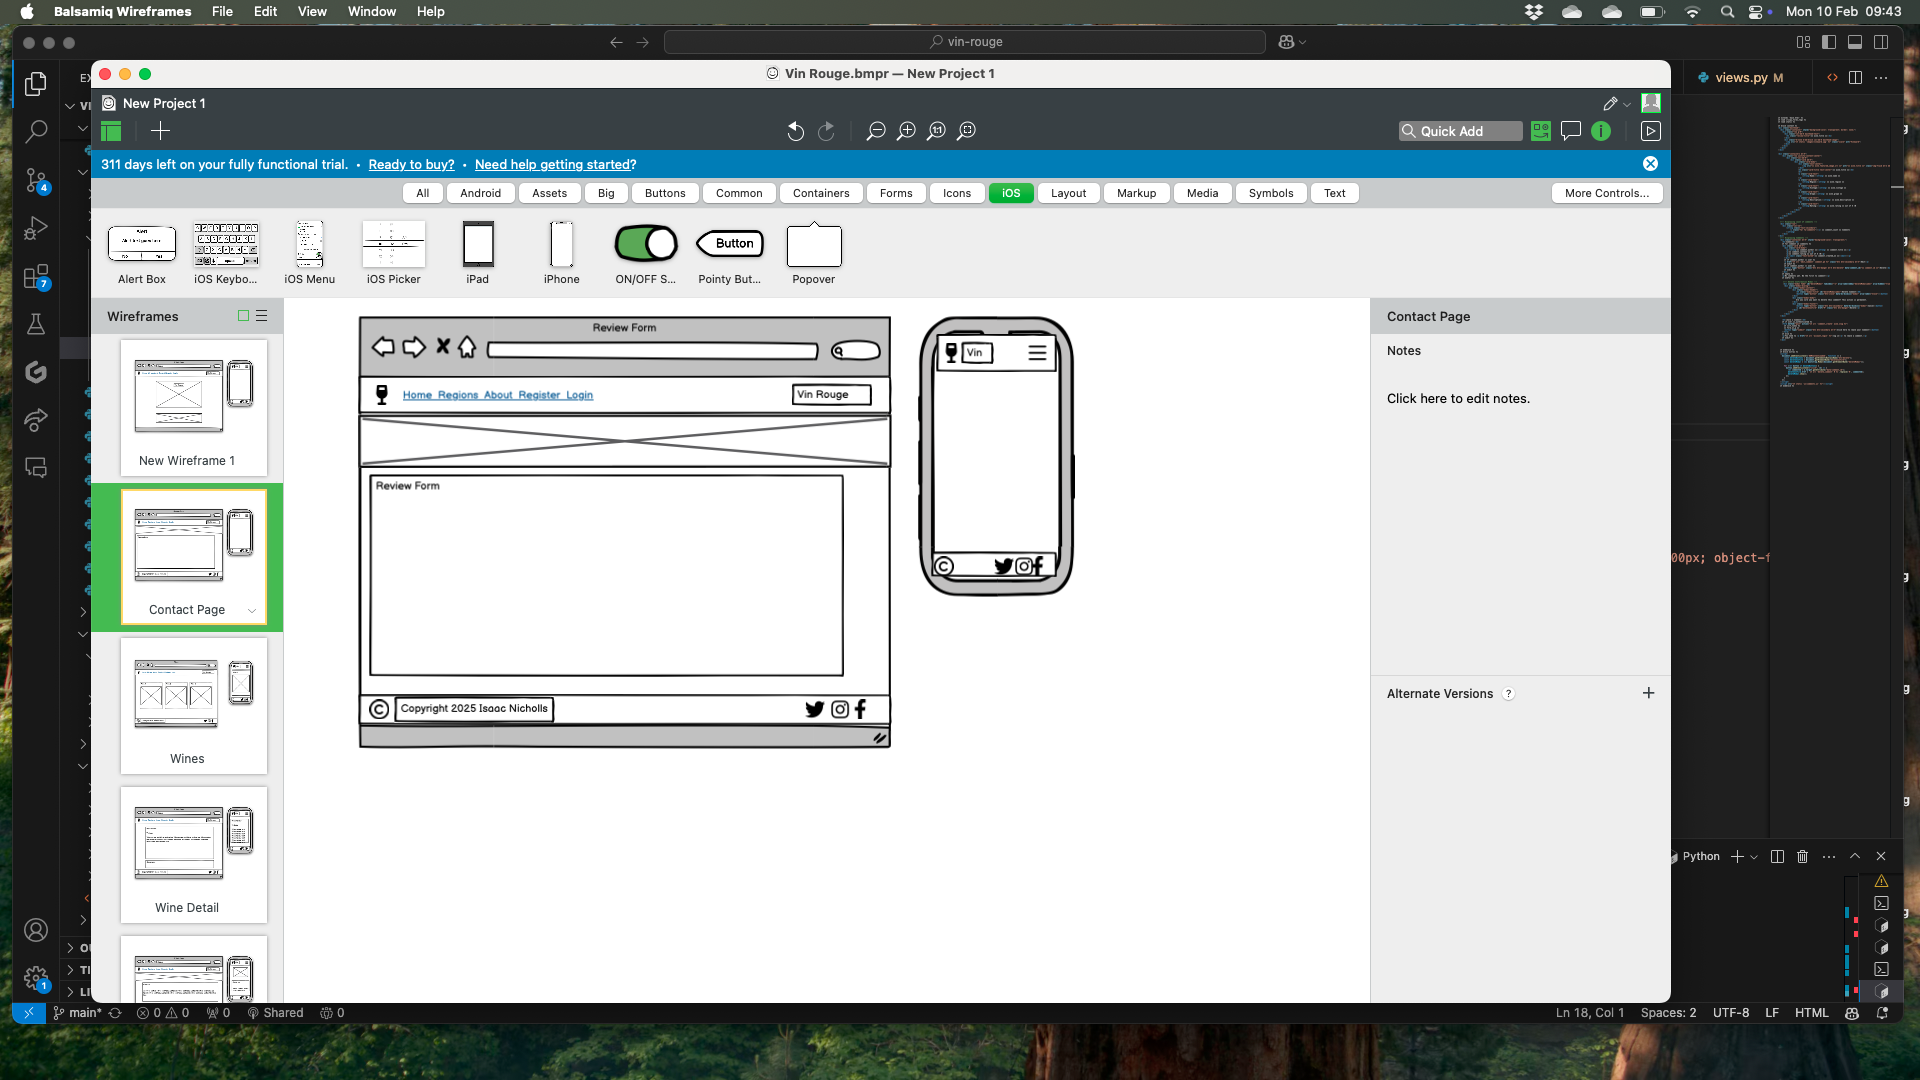 Balsamiq Wireframes File Edit View Window Help
Mon 10 Feb 09:43
vin-rouge
Vin Rouge.bmpr — New Project 1
views.py M
New Project 1
Quick Add
311 days left on your fully functional trial. • Ready to buy? • Need help getting started?
All Android Assets Big Buttons Common Containers Forms Icons iOS Layout Markup Media Symbols Text More Controls...
Alert
No Yes
Button
Alert Box iOS Keybo... iOS Menu iOS Picker iPad iPhone ON/OFF S... Pointy But... Popover
Wireframes
New Wireframe 1
Contact Page
Wines
Wine Detail
Review Form
Home Regions About Register Login
Vin Rouge
Review Form
Copyright 2025 Isaac Nicholls
Vin
Contact Page
Notes
Click here to edit notes.
Alternate Versions ?
00px; object-f
Python
main* 0 0 0 Shared 0
Ln 18, Col 1 Spaces: 2 UTF-8 LF HTML
4
7
1